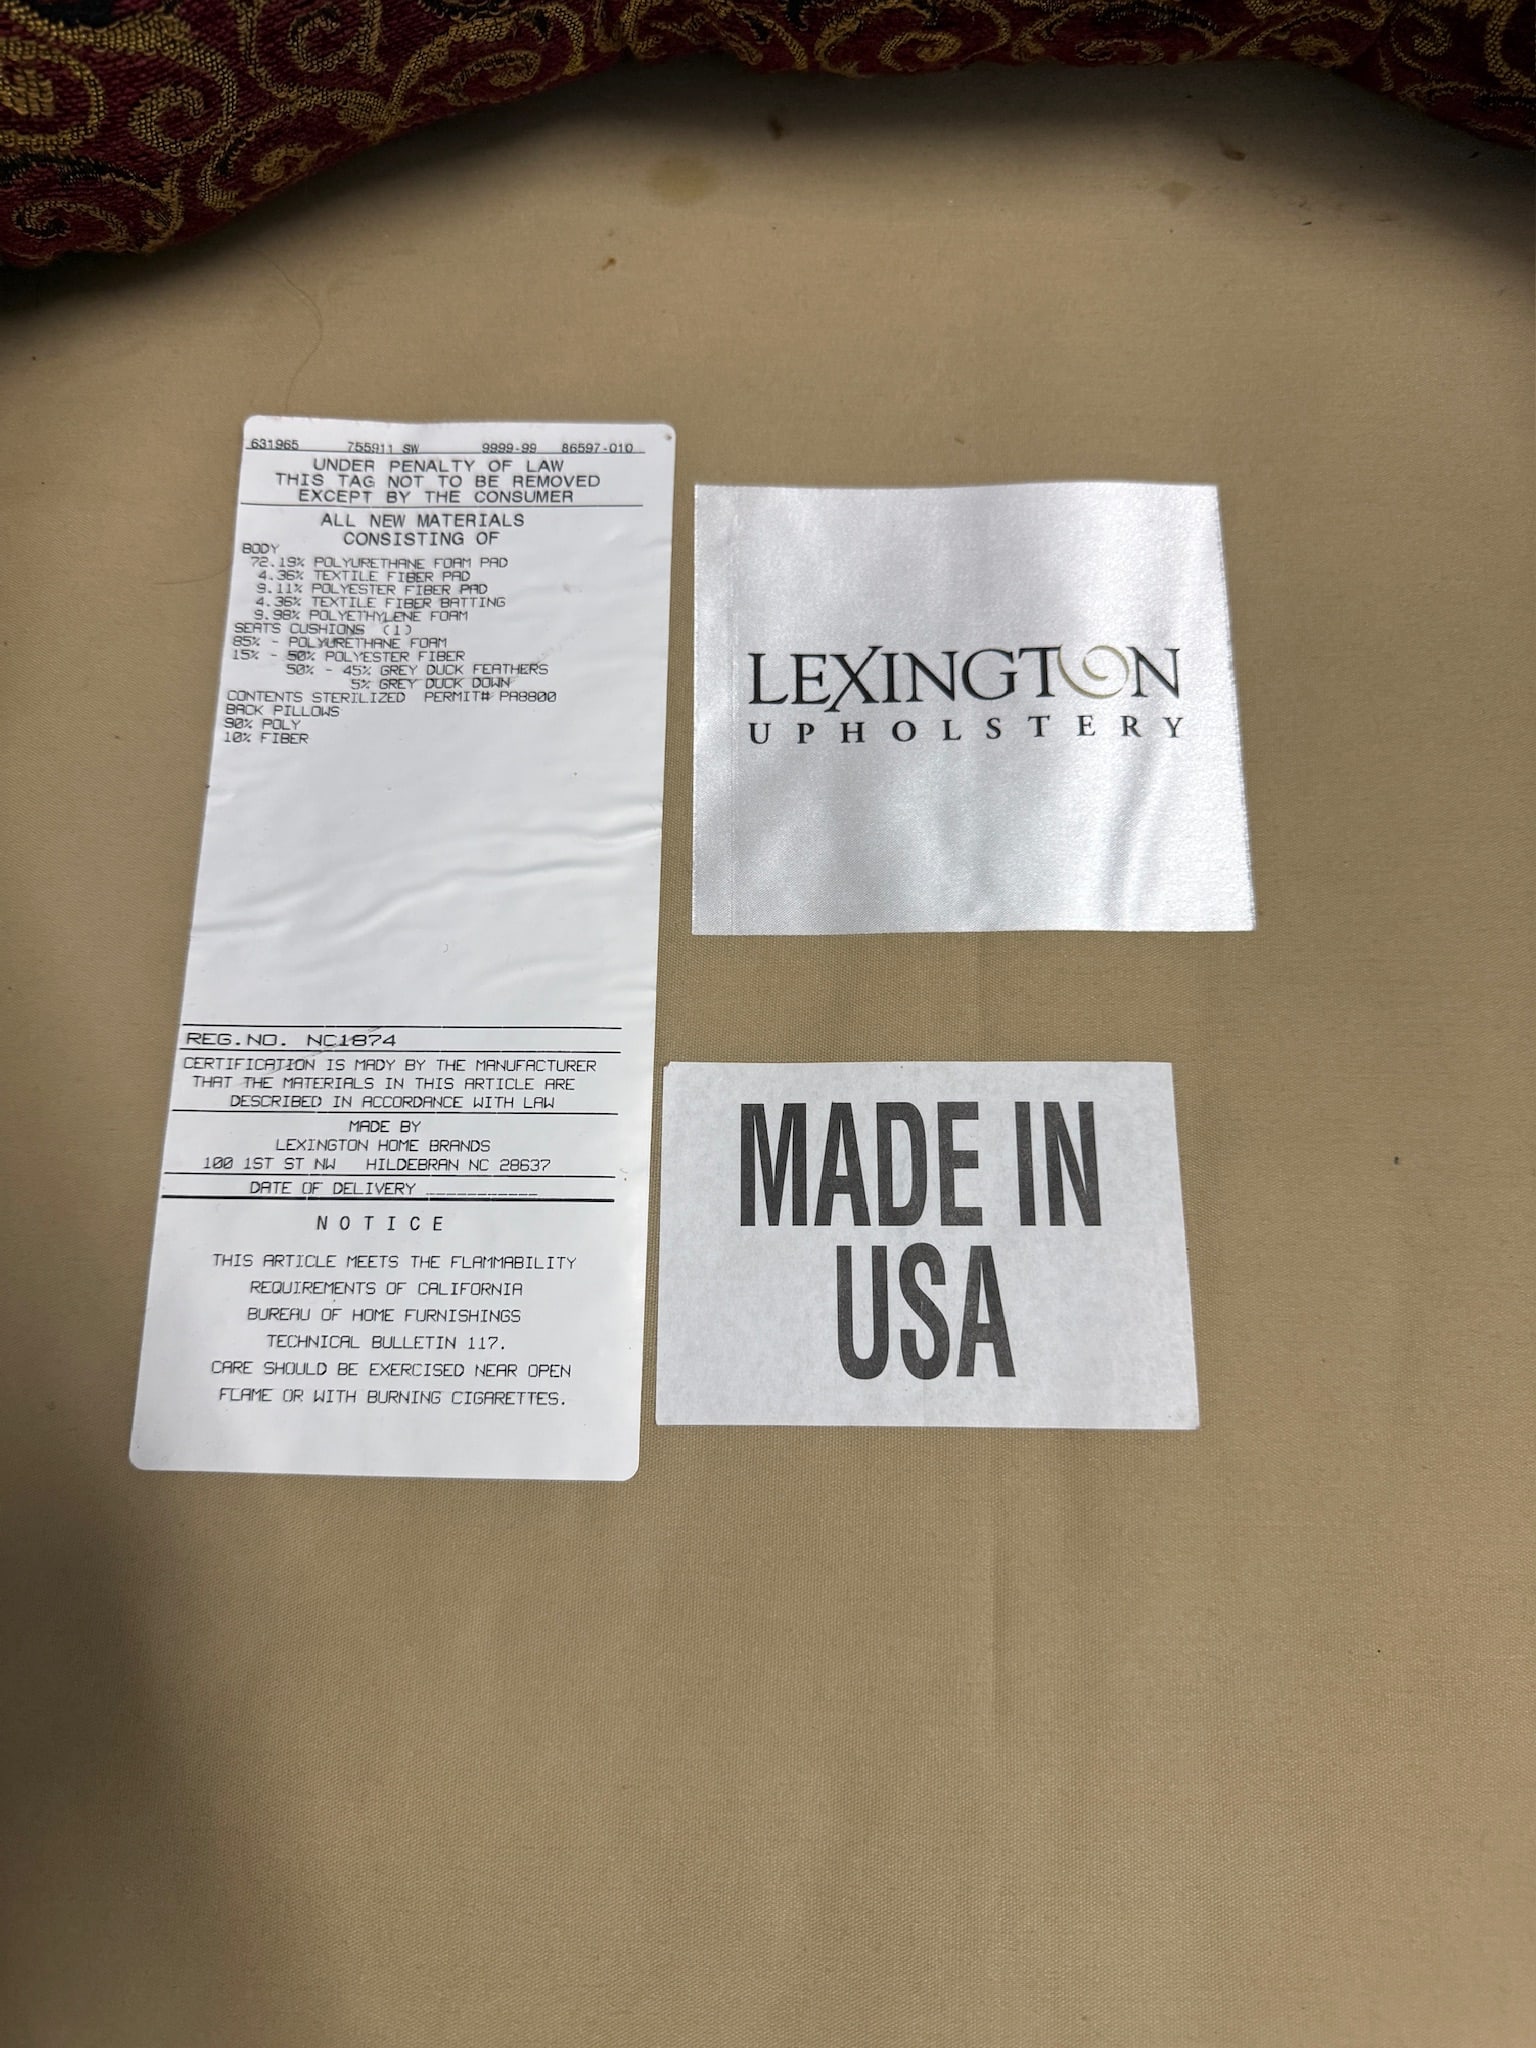 631965 755911 SW 9999-99 86597-010
UNDER PENALTY OF LAW
THIS TAG NOT TO BE REMOVED
EXCEPT BY THE CONSUMER
ALL NEW MATERIALS
CONSISTING OF
BODY
72.19% POLYURETHANE FOAM PAD
4.36% TEXTILE FIBER PAD
9.11% POLYESTER FIBER PAD
4.36% TEXTILE FIBER BATTING
9.98% POLYETHYLENE FOAM
SEATS CUSHIONS (1)
85% - POLYURETHANE FOAM
15% - 50% POLYESTER FIBER
50% - 45% GREY DUCK FEATHERS
5% GREY DUCK DOWN
CONTENTS STERILIZED PERMIT# PA8800
BACK PILLOWS
90% POLY
10% FIBER
REG.NO. NC1874
CERTIFICATION IS MADY BY THE MANUFACTURER
THAT THE MATERIALS IN THIS ARTICLE ARE
DESCRIBED IN ACCORDANCE WITH LAW
MADE BY
LEXINGTON HOME BRANDS
100 1ST ST NW HILDEBRAN NC 28637
DATE OF DELIVERY ___________
NOTICE
THIS ARTICLE MEETS THE FLAMMABILITY
REQUIREMENTS OF CALIFORNIA
BUREAU OF HOME FURNISHINGS
TECHNICAL BULLETIN 117.
CARE SHOULD BE EXERCISED NEAR OPEN
FLAME OR WITH BURNING CIGARETTES.
LEXINGTON
UPHOLSTERY
MADE IN
USA